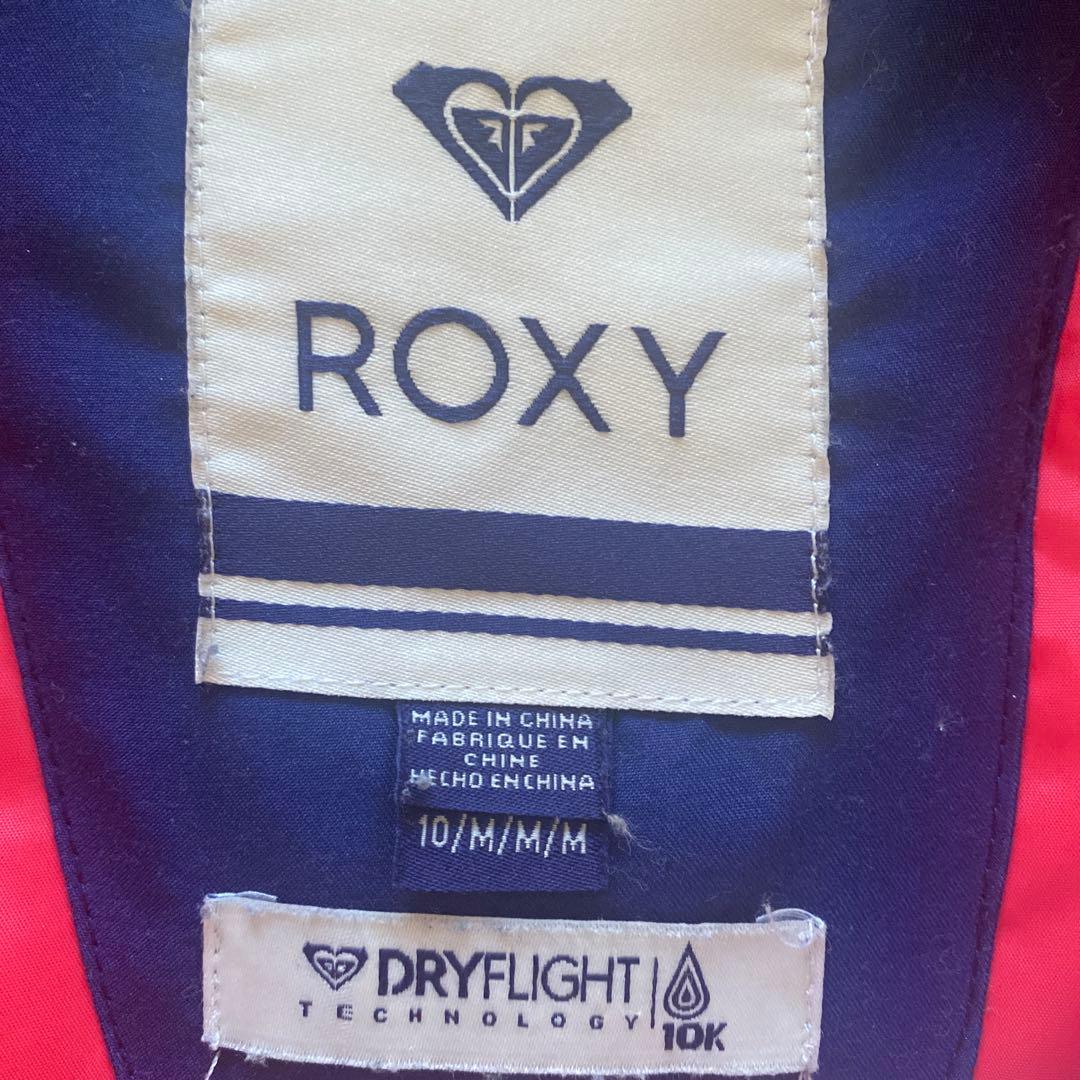 ROXY
MADE IN CHINA
FABRIQUE EN
CHINE
HECHO EN CHINA
10/M/M/M
DRYFLIGHT
TECHNOLOGY
10K